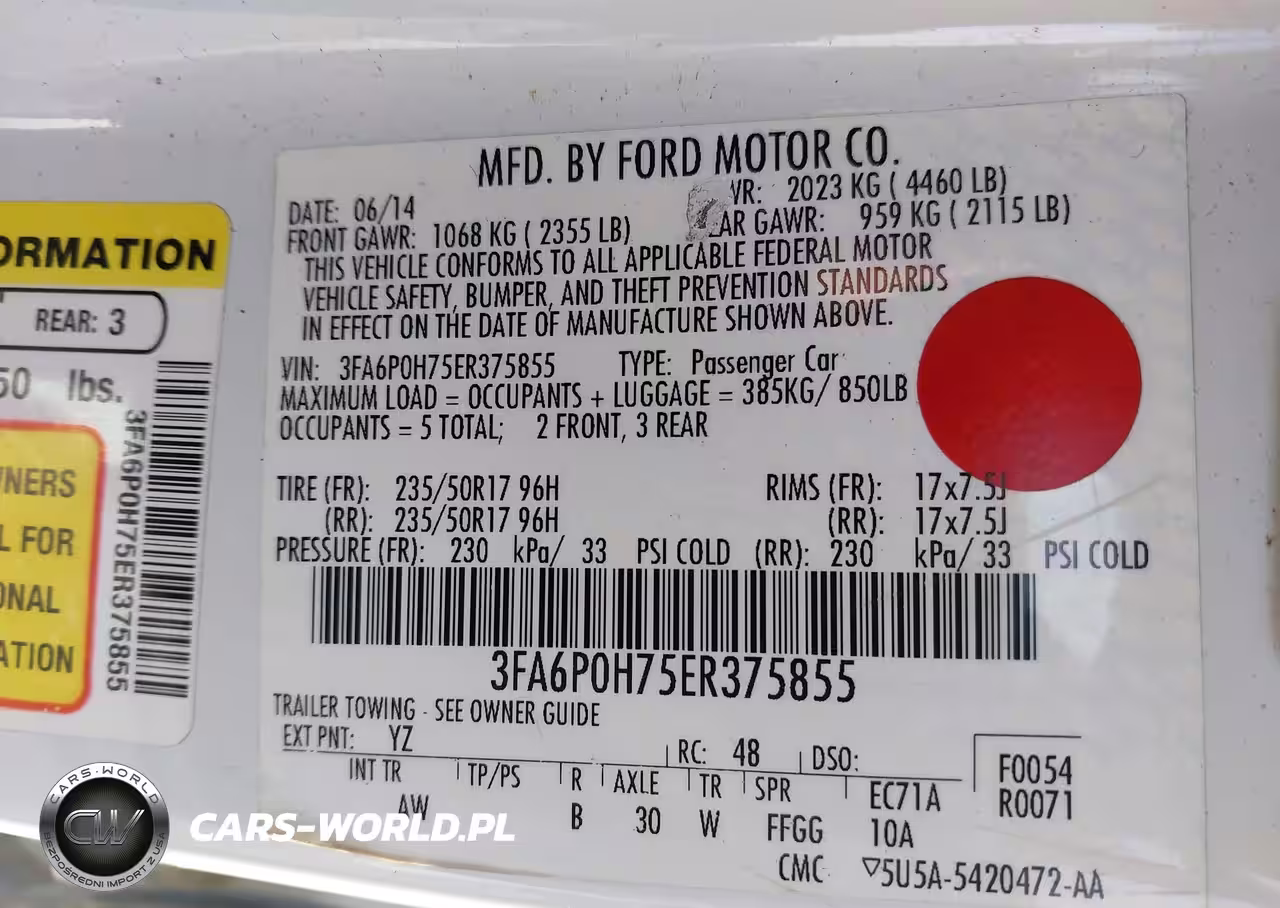 MFD. BY FORD MOTOR CO.
DATE: 06/14 VR: 2023 KG ( 4460 LB)
FRONT GAWR: 1068 KG ( 2355 LB) AR GAWR: 959 KG ( 2115 LB)
THIS VEHICLE CONFORMS TO ALL APPLICABLE FEDERAL MOTOR
VEHICLE SAFETY, BUMPER, AND THEFT PREVENTION STANDARDS
IN EFFECT ON THE DATE OF MANUFACTURE SHOWN ABOVE.
VIN: 3FA6P0H75ER375855 TYPE: Passenger Car
MAXIMUM LOAD = OCCUPANTS + LUGGAGE = 385KG/ 850LB
OCCUPANTS = 5 TOTAL; 2 FRONT, 3 REAR
TIRE (FR): 235/50R17 96H RIMS (FR): 17x7.5J
(RR): 235/50R17 96H (RR): 17x7.5J
PRESSURE (FR): 230 kPa/ 33 PSI COLD (RR): 230 kPa/ 33 PSI COLD
3FA6P0H75ER375855
TRAILER TOWING - SEE OWNER GUIDE
EXT PNT: YZ RC: 48 DSO:
F0054
R0071
INT TR TP/PS R AXLE TR SPR EC71A
AW B 30 W FFGG 10A
CMC ▽5U5A-5420472-AA
ORMATION
REAR: 3
50 lbs.
3FA6P0H75ER375855
NERS
L FOR
ONAL
ATION
CARS-WORLD
CW
BEZPOŚREDNI IMPORT Z USA
CARS-WORLD.PL